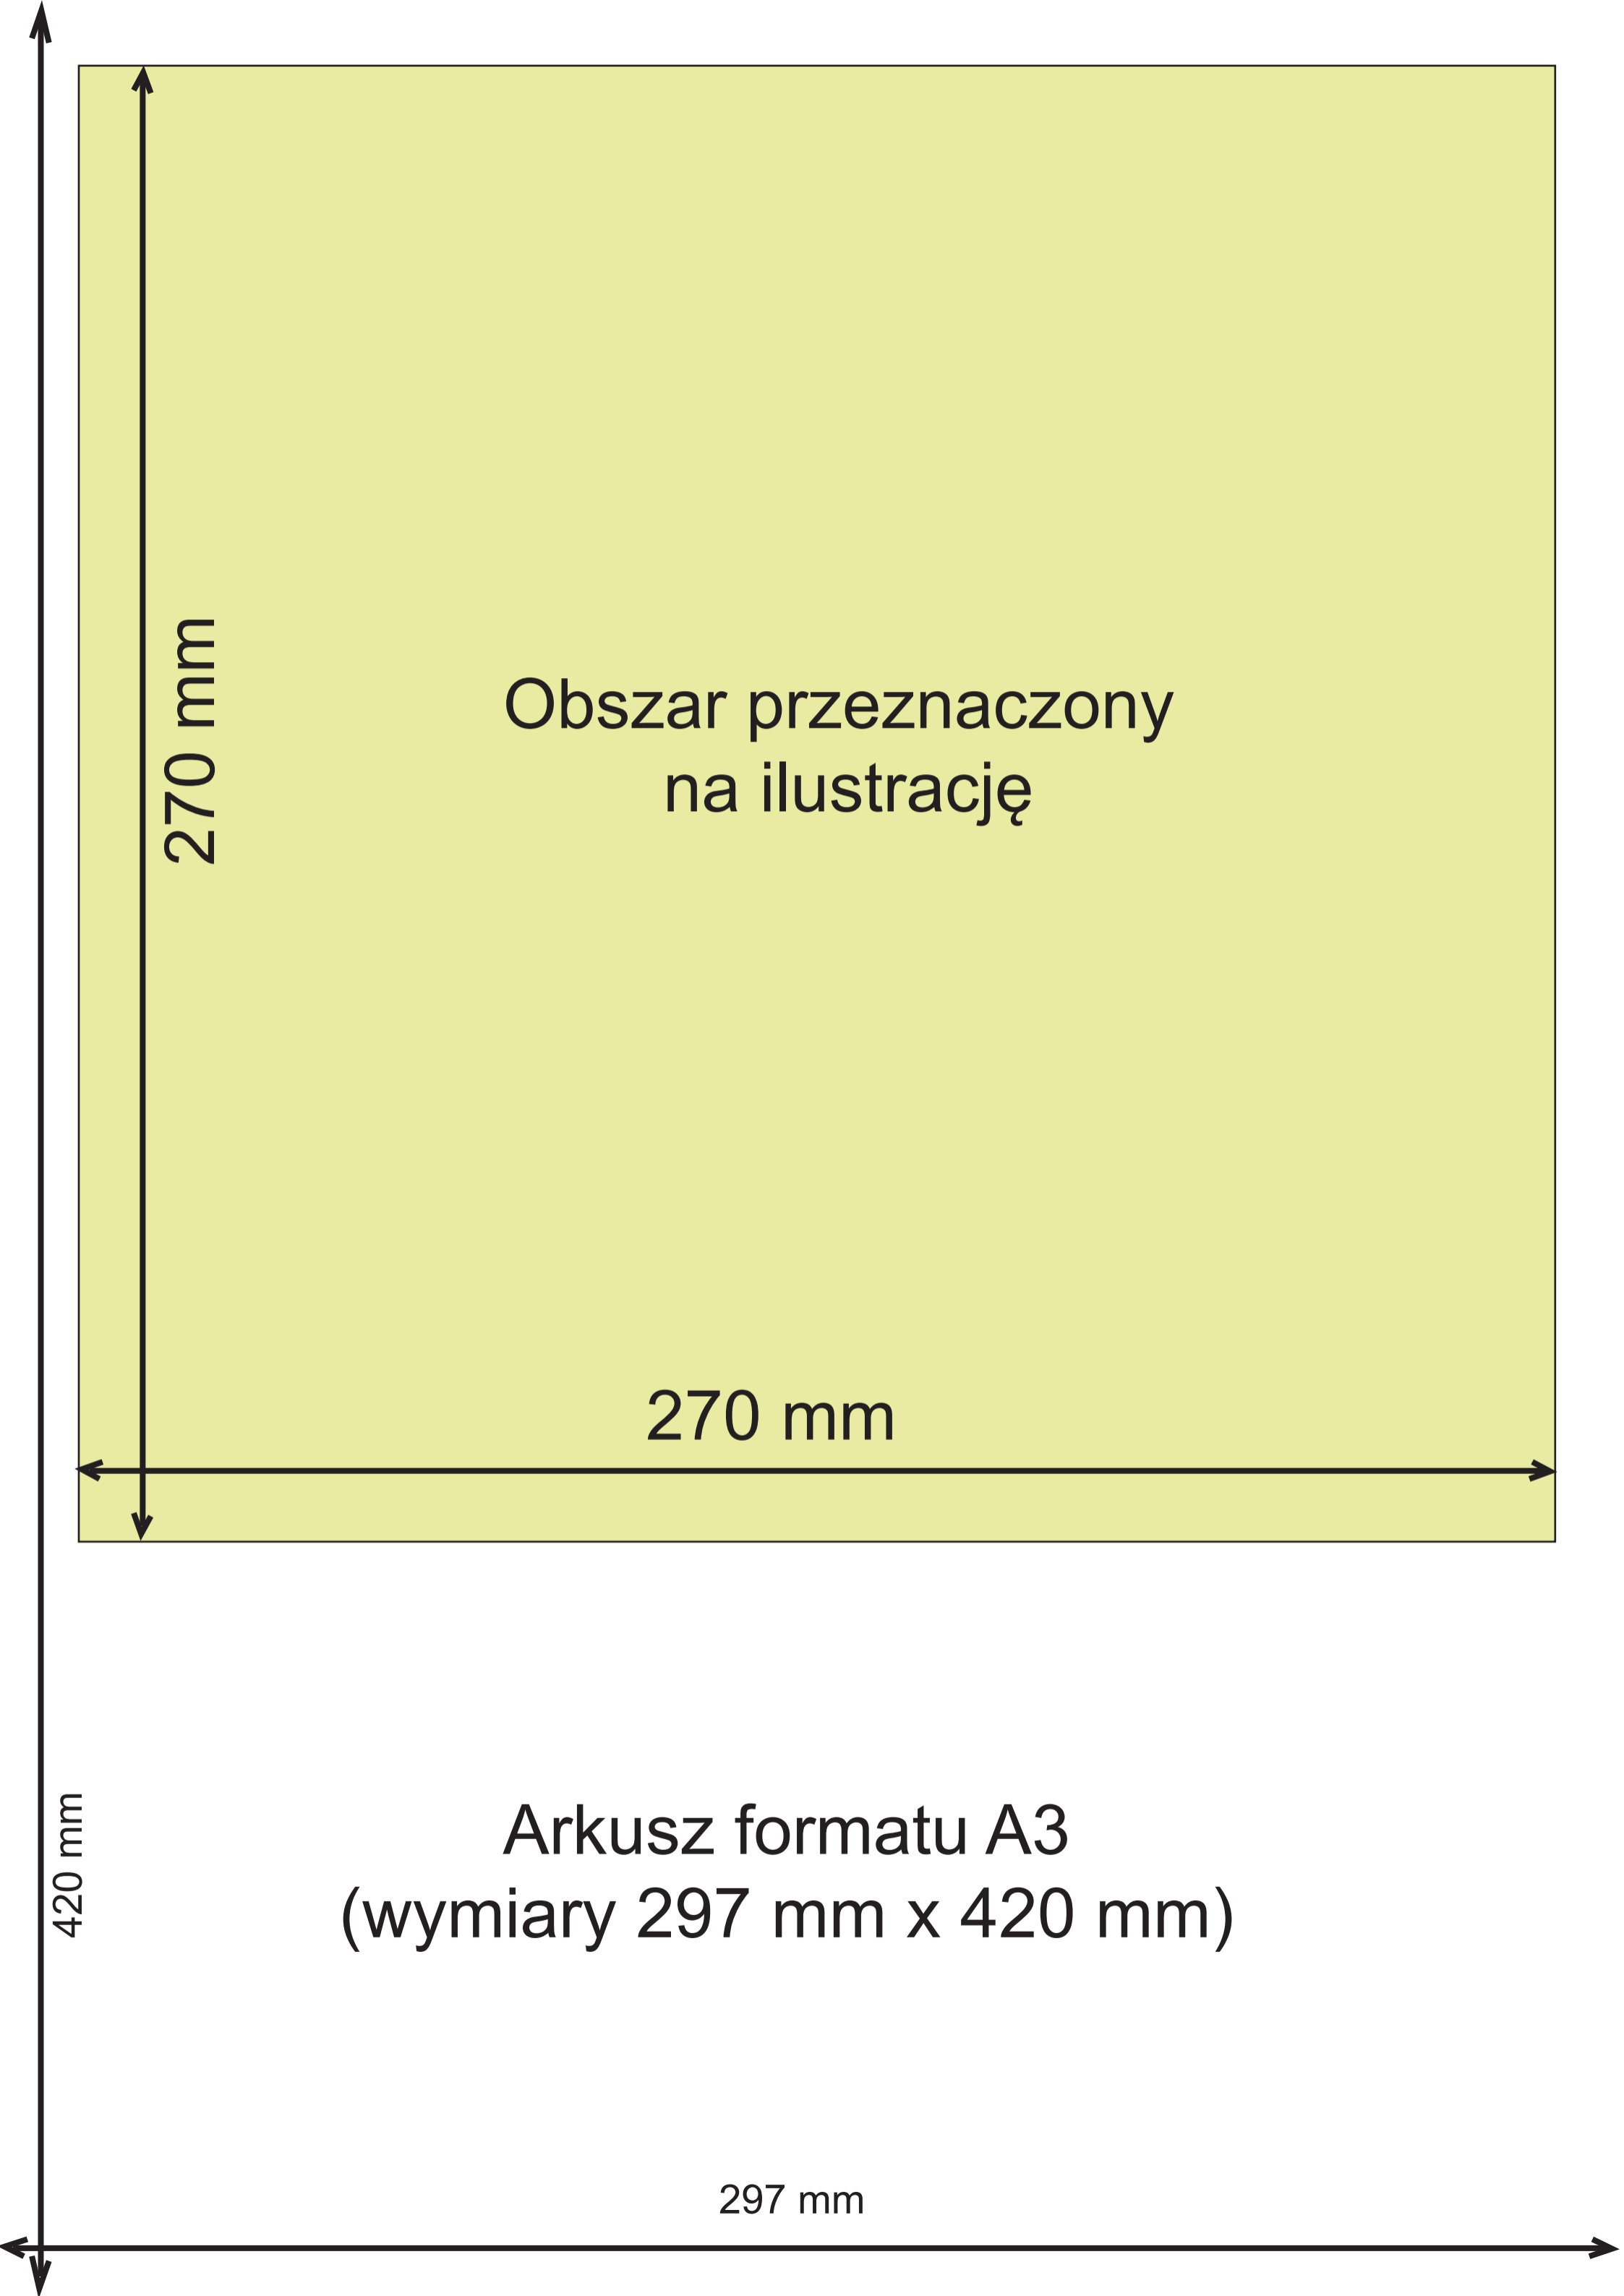 270 mm
Obszar przeznaczony
na ilustrację
270 mm
420 mm
Arkusz formatu A3
(wymiary 297 mm x 420 mm)
297 mm